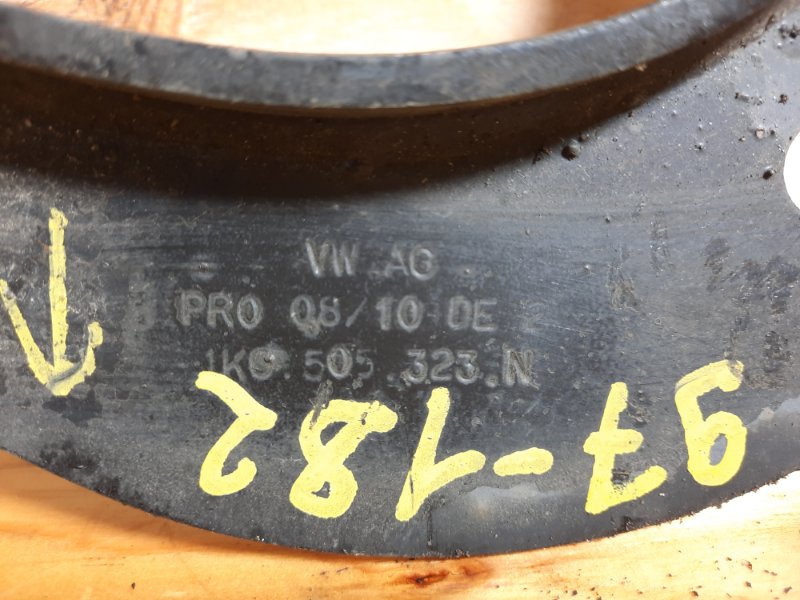 VW AG
PRO 08/10 DE
1K0.505.323.N
97-182